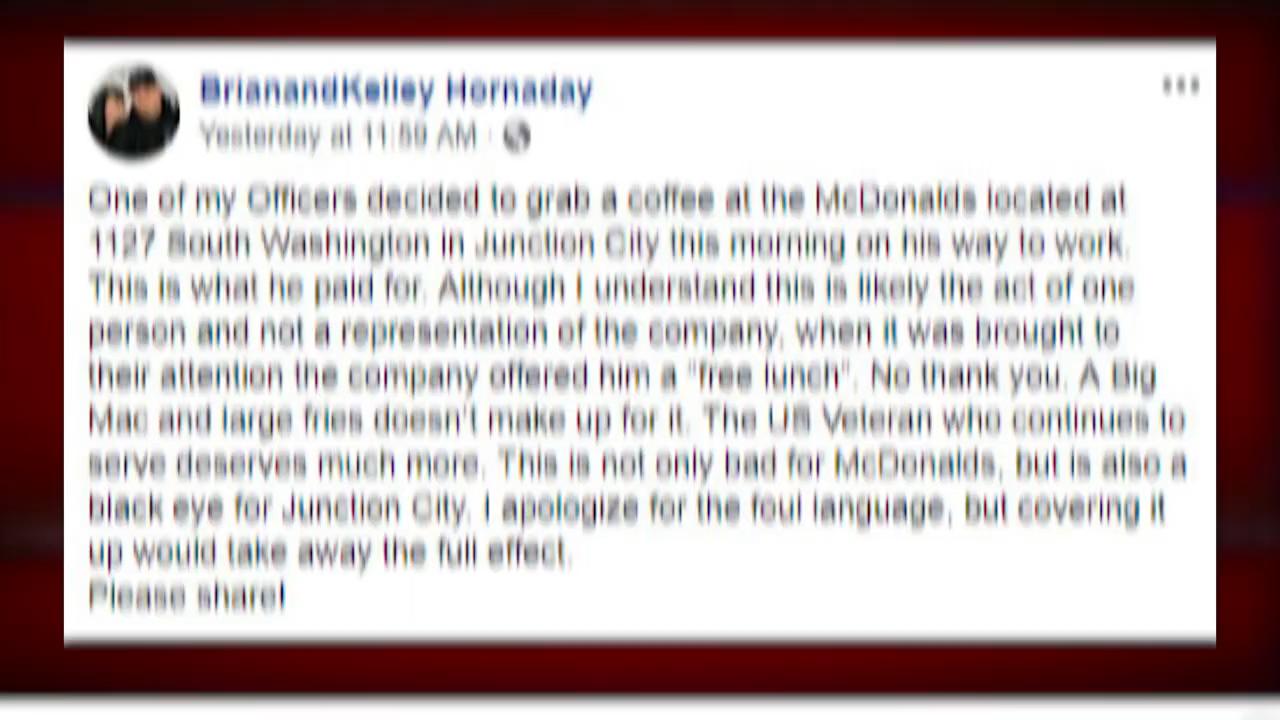 BrianandKelley Hornaday
Yesterday at 11:59 AM ·
One of my Officers decided to grab a coffee at the McDonalds located at
1127 South Washington in Junction City this morning on his way to work.
This is what he paid for. Although I understand this is likely the act of one
person and not a representation of the company, when it was brought to
their attention the company offered him a "free lunch". No thank you. A Big
Mac and large fries doesn't make up for it. The US Veteran who continues to
serve deserves much more. This is not only bad for McDonalds, but is also a
black eye for Junction City. I apologize for the foul language, but covering it
up would take away the full effect.
Please share!